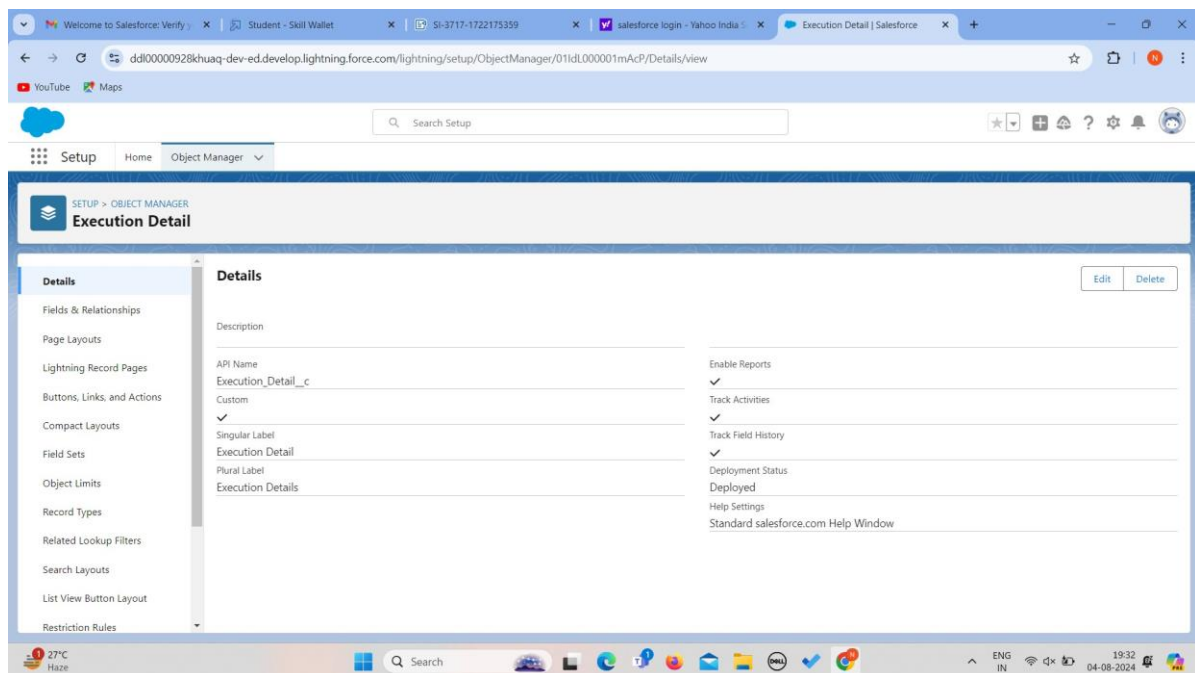 Welcome to Salesforce: Verify y
Student - Skill Wallet
SI-3717-1722175359
salesforce login - Yahoo India S
Execution Detail | Salesforce
ddl00000928khuaq-dev-ed.develop.lightning.force.com/lightning/setup/ObjectManager/01IdL000001mAcP/Details/view
N
YouTube
Maps
Search Setup
Setup
Home
Object Manager
SETUP > OBJECT MANAGER
Execution Detail
Details
Fields & Relationships
Page Layouts
Lightning Record Pages
Buttons, Links, and Actions
Compact Layouts
Field Sets
Object Limits
Record Types
Related Lookup Filters
Search Layouts
List View Button Layout
Restriction Rules
Details
Edit
Delete
Description
API Name
Execution_Detail__c
Custom
Singular Label
Execution Detail
Plural Label
Execution Details
Enable Reports
Track Activities
Track Field History
Deployment Status
Deployed
Help Settings
Standard salesforce.com Help Window
1
27°C
Haze
Search
1
DELL
ENG
IN
19:32
04-08-2024
PRE